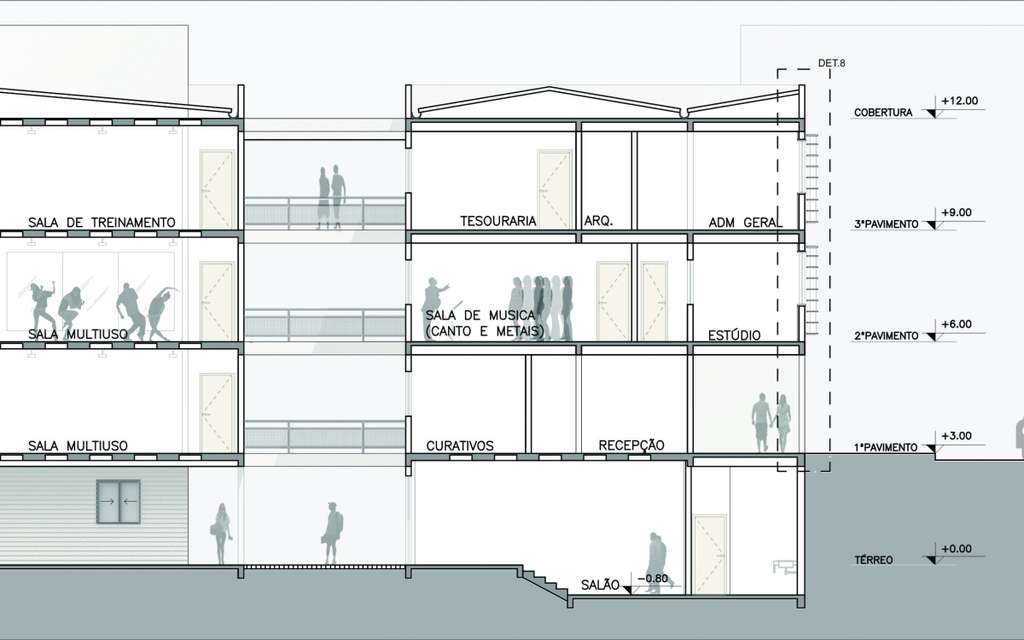 DET.8
+12.00
COBERTURA
SALA DE TREINAMENTO
TESOURARIA
ARQ.
ADM GERAL
+9.00
3ºPAVIMENTO
SALA MULTIUSO
SALA DE MUSICA
(CANTO E METAIS)
ESTÚDIO
+6.00
2ºPAVIMENTO
SALA MULTIUSO
CURATIVOS
RECEPÇÃO
+3.00
1ºPAVIMENTO
SALÃO
-0.80
+0.00
TÉRREO